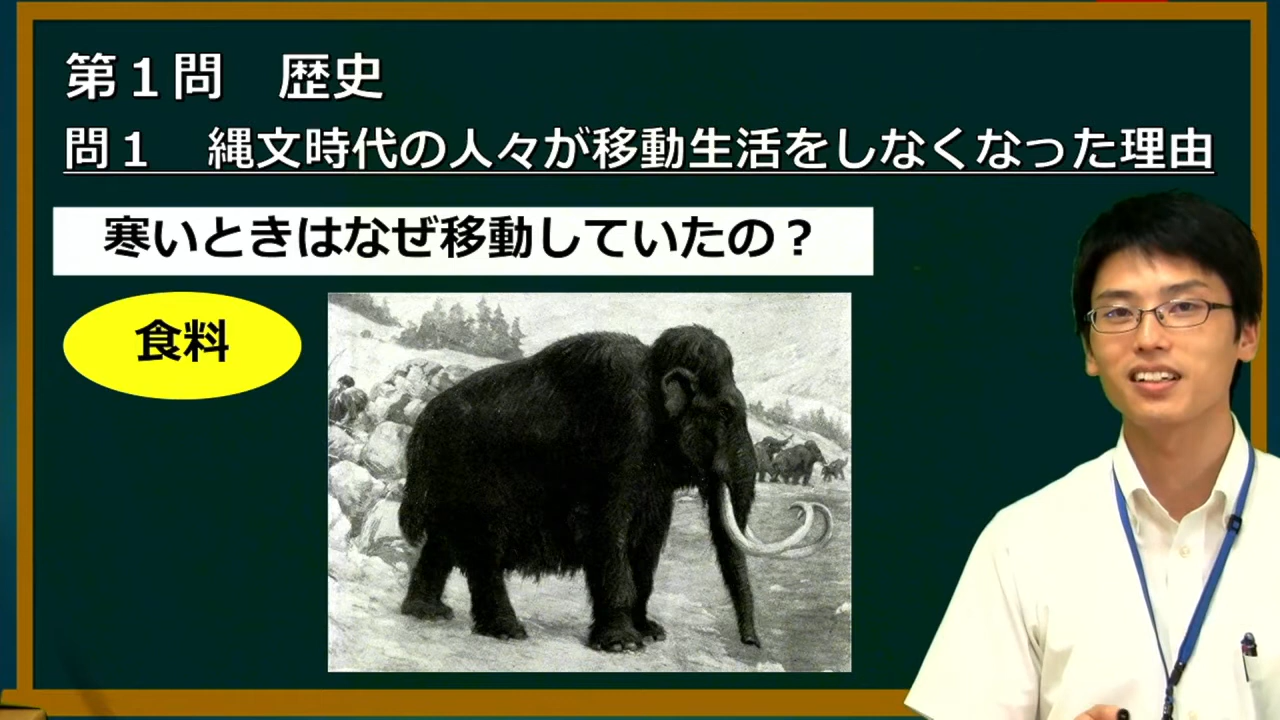 第１問　歴史
問１　縄文時代の人々が移動生活をしなくなった理由
寒いときはなぜ移動していたの？
食料